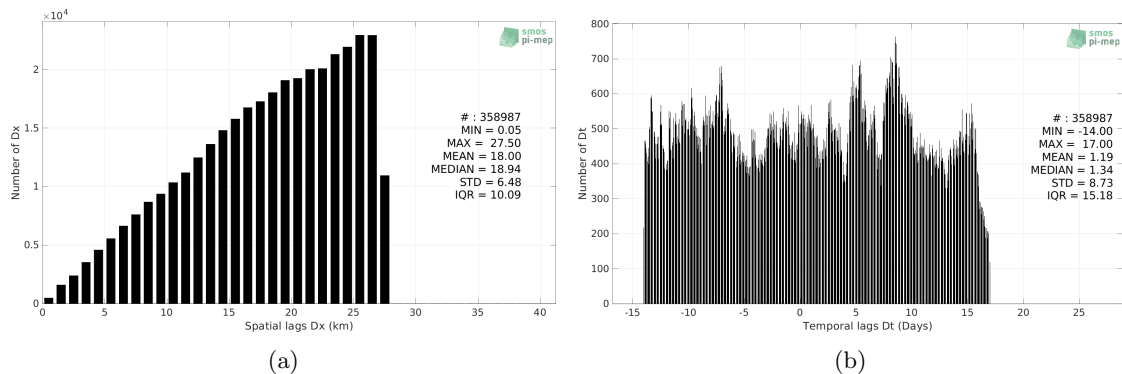 ×10⁴
smos
pi-mep
2
1.5
1
0.5
0
Number of Dx
# : 358987
MIN = 0.05
MAX = 27.50
MEAN = 18.00
MEDIAN = 18.94
STD = 6.48
IQR = 10.09
0 5 10 15 20 25 30 35 40
Spatial lags Dx (km)
(a)
smos
pi-mep
800
700
600
500
400
300
200
100
0
Number of Dt
# : 358987
MIN = -14.00
MAX = 17.00
MEAN = 1.19
MEDIAN = 1.34
STD = 8.73
IQR = 15.18
-15 -10 -5 0 5 10 15 20 25
Temporal lags Dt (Days)
(b)